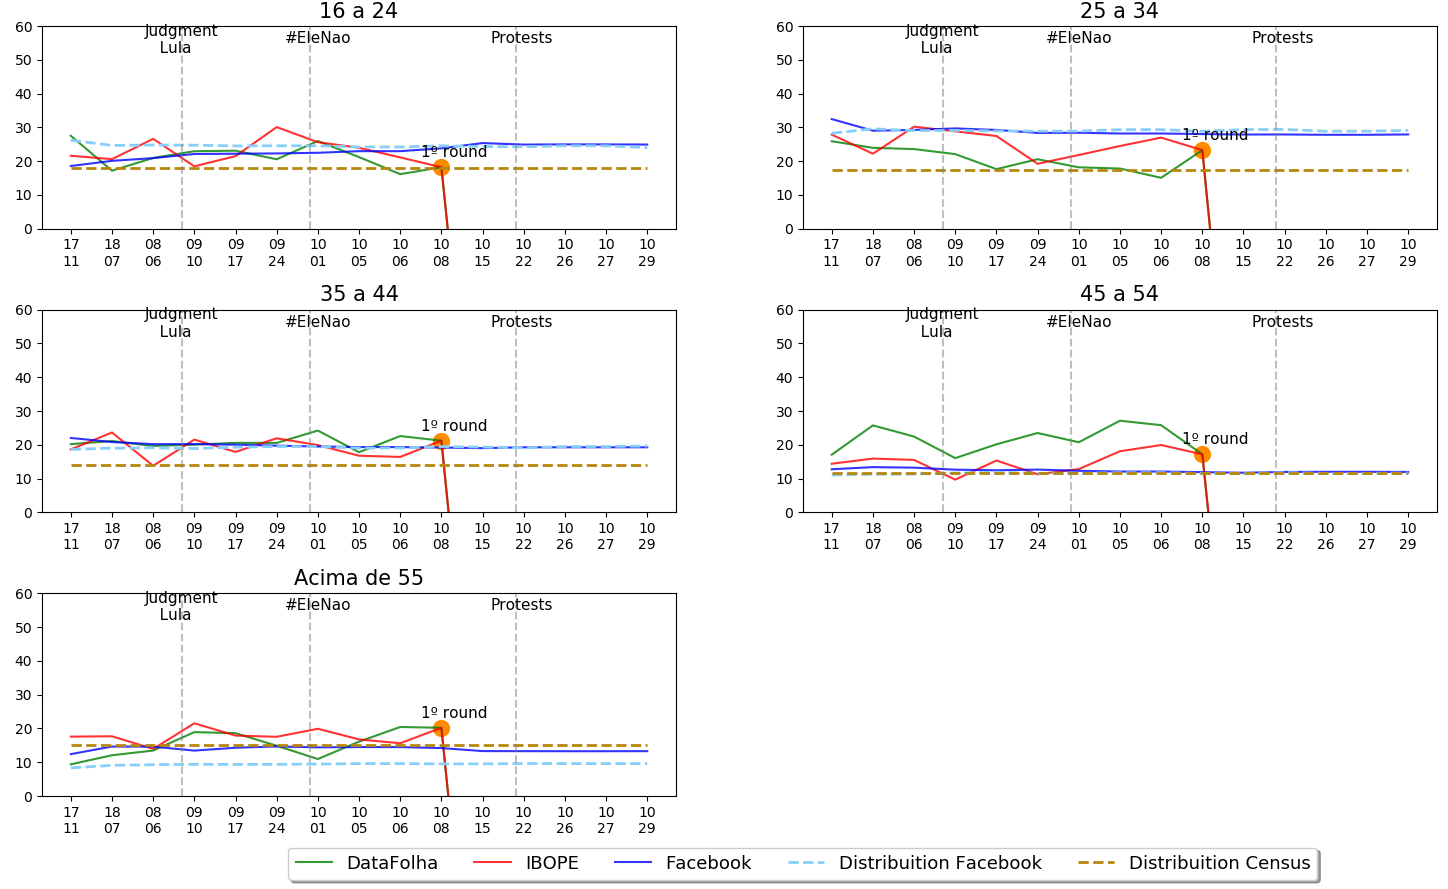 16 a 24
60
50
40
30
20
10
0
Judgment
Lula
#EleNao
Protests
1º round
17 18 08 09 09 09 10 10 10 10 10 10 10 10 10
11 07 06 10 17 24 01 05 06 08 15 22 26 27 29
25 a 34
60
50
40
30
20
10
0
Judgment
Lula
#EleNao
Protests
1º round
17 18 08 09 09 09 10 10 10 10 10 10 10 10 10
11 07 06 10 17 24 01 05 06 08 15 22 26 27 29
35 a 44
60
50
40
30
20
10
0
Judgment
Lula
#EleNao
Protests
1º round
17 18 08 09 09 09 10 10 10 10 10 10 10 10 10
11 07 06 10 17 24 01 05 06 08 15 22 26 27 29
45 a 54
60
50
40
30
20
10
0
Judgment
Lula
#EleNao
Protests
1º round
17 18 08 09 09 09 10 10 10 10 10 10 10 10 10
11 07 06 10 17 24 01 05 06 08 15 22 26 27 29
Acima de 55
60
50
40
30
20
10
0
Judgment
Lula
#EleNao
Protests
1º round
17 18 08 09 09 09 10 10 10 10 10 10 10 10 10
11 07 06 10 17 24 01 05 06 08 15 22 26 27 29
DataFolha IBOPE Facebook Distribuition Facebook Distribuition Census